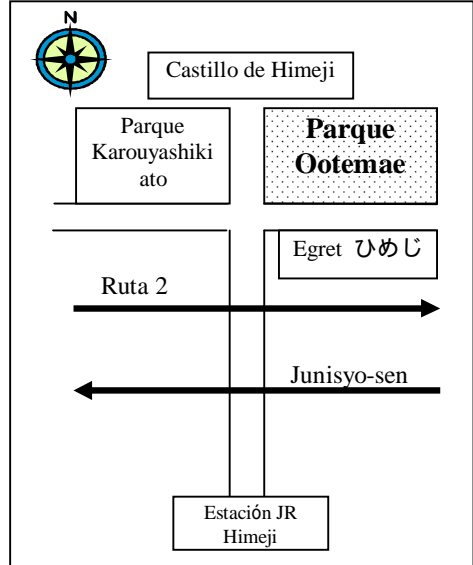 N
Castillo de Himeji
Parque
Karouyashiki
ato
Parque
Ootemae
Egret ひめじ
Ruta 2
Junisyo-sen
Estación JR
Himeji